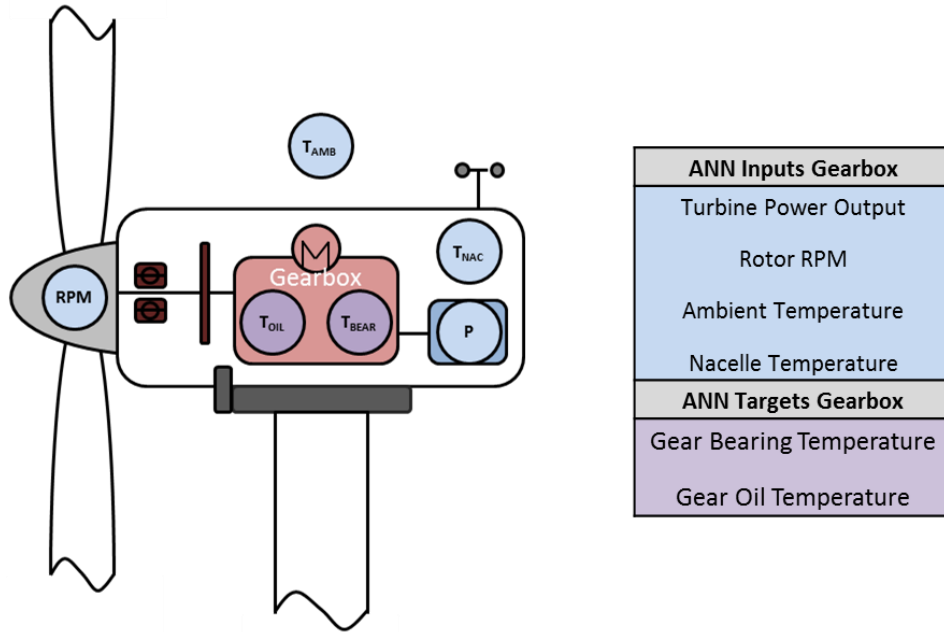 T_AMB
T_NAC
M
Gearbox
RPM
T_OIL
T_BEAR
P
ANN Inputs Gearbox
Turbine Power Output
Rotor RPM
Ambient Temperature
Nacelle Temperature
ANN Targets Gearbox
Gear Bearing Temperature
Gear Oil Temperature